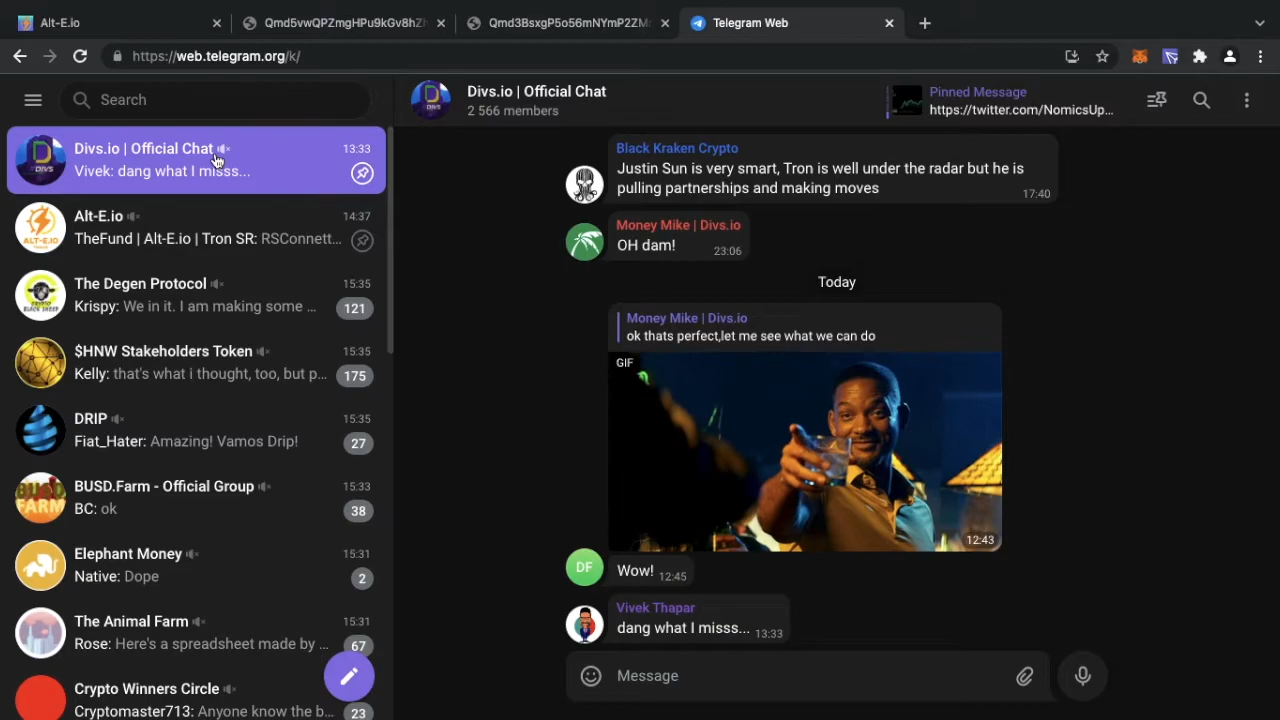 Alt-E.io
Qmd5vwQPZmgHPu9kGv8hZh
Qmd3BsxgP5o56mNYmP2ZM
Telegram Web
https://web.telegram.org/k/
Search
Divs.io | Official Chat
13:33
Vivek: dang what I misss...
Alt-E.io
14:37
TheFund | Alt-E.io | Tron SR: RSConnett...
The Degen Protocol
15:35
Krispy: We in it. I am making some ...
121
$HNW Stakeholders Token
15:35
Kelly: that's what i thought, too, but p...
175
DRIP
15:35
Fiat_Hater: Amazing! Vamos Drip!
27
BUSD.Farm - Official Group
15:33
BC: ok
38
Elephant Money
15:31
Native: Dope
2
The Animal Farm
15:31
Rose: Here's a spreadsheet made by ...
67
Crypto Winners Circle
Cryptomaster713: Anyone know the b...
23
Divs.io | Official Chat
2 566 members
Pinned Message
https://twitter.com/NomicsUp...
Black Kraken Crypto
Justin Sun is very smart, Tron is well under the radar but he is
pulling partnerships and making moves
17:40
Money Mike | Divs.io
OH dam!
23:06
Today
Money Mike | Divs.io
ok thats perfect,let me see what we can do
GIF
12:43
DF
Wow!
12:45
Vivek Thapar
dang what I misss...
13:33
Message